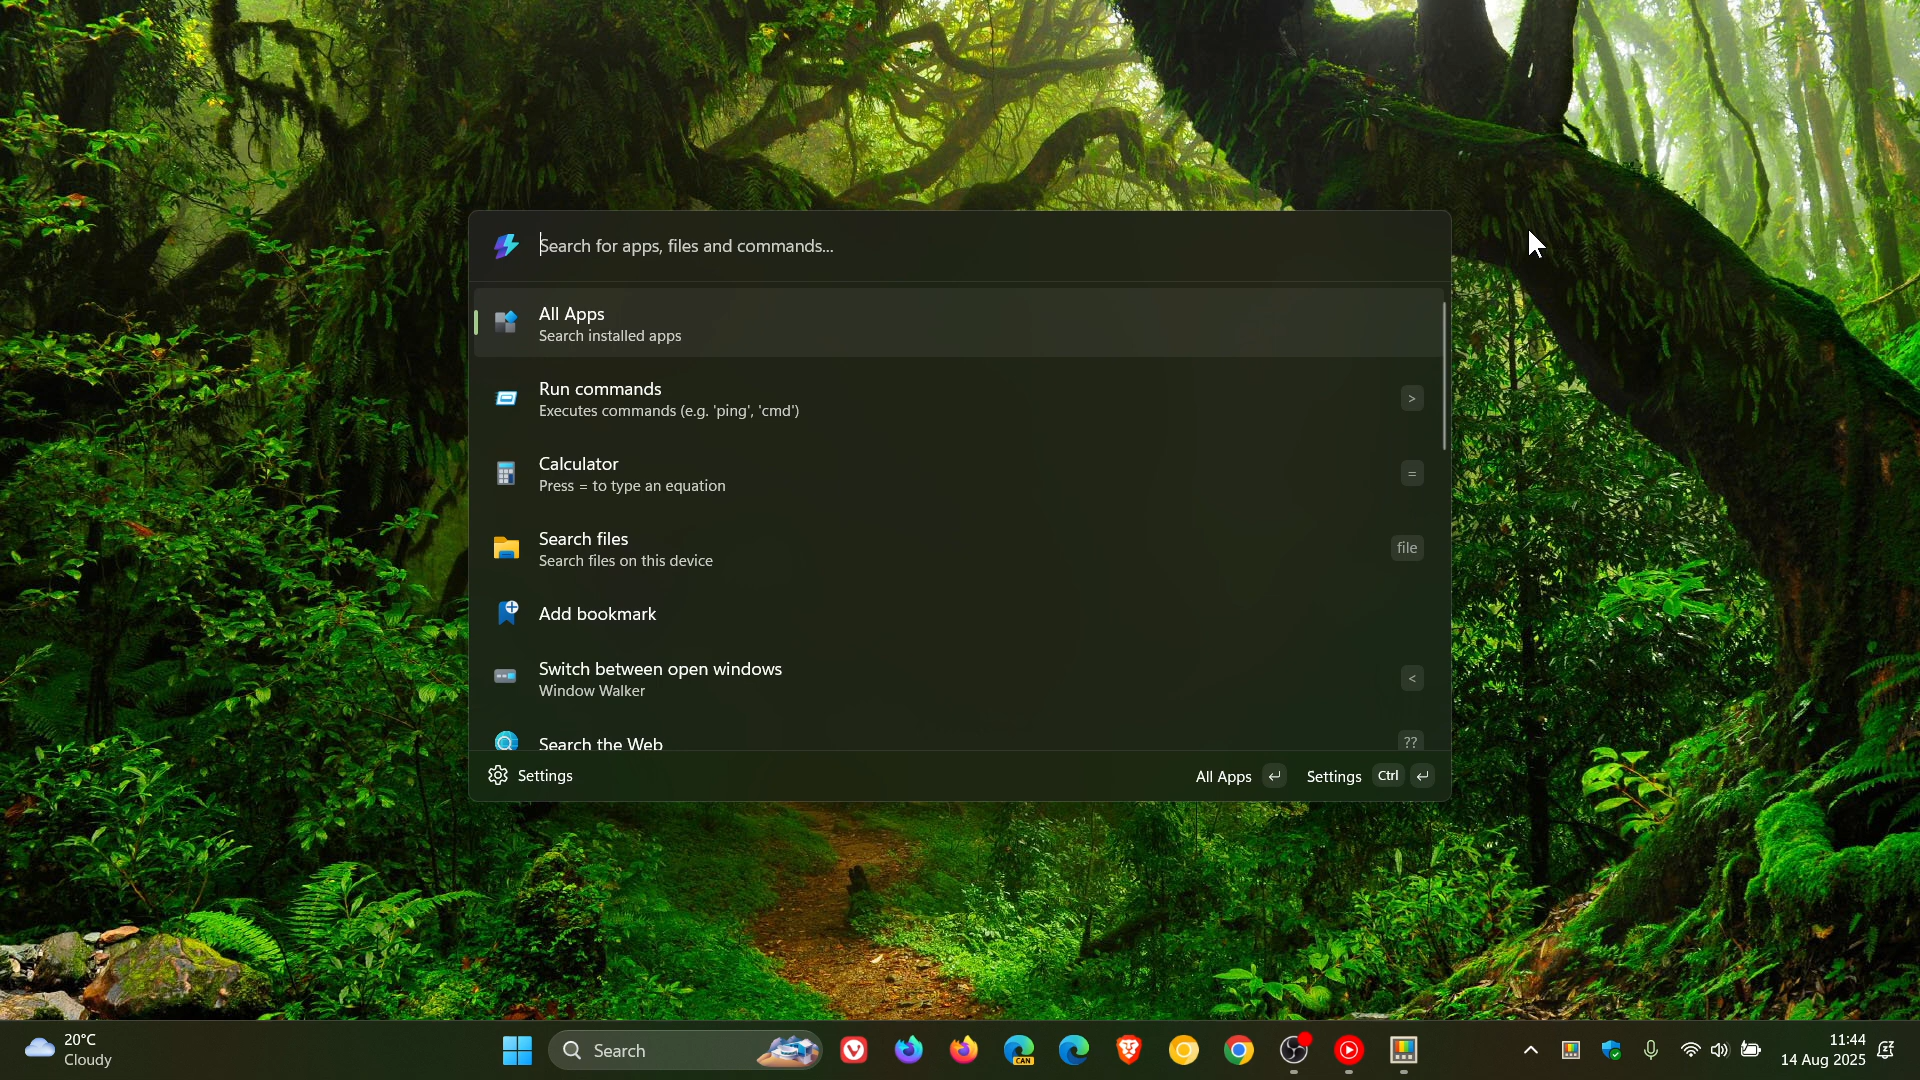 Search for apps, files and commands...
All Apps
Search installed apps
Run commands
Executes commands (e.g. 'ping', 'cmd')
>
Calculator
Press = to type an equation
=
Search files
Search files on this device
file
Add bookmark
Switch between open windows
Window Walker
<
Search the Web
??
Settings
All Apps
Settings
Ctrl
20°C
Cloudy
Search
CAN
11:44
14 Aug 2025